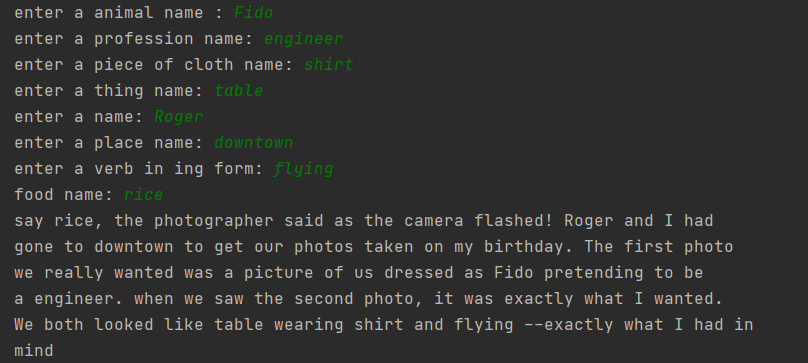 enter a animal name : Fido
enter a profession name: engineer
enter a piece of cloth name: shirt
enter a thing name: table
enter a name: Roger
enter a place name: downtown
enter a verb in ing form: flying
food name: rice
say rice, the photographer said as the camera flashed! Roger and I had
gone to downtown to get our photos taken on my birthday. The first photo
we really wanted was a picture of us dressed as Fido pretending to be
a engineer. when we saw the second photo, it was exactly what I wanted.
We both looked like table wearing shirt and flying --exactly what I had in
mind